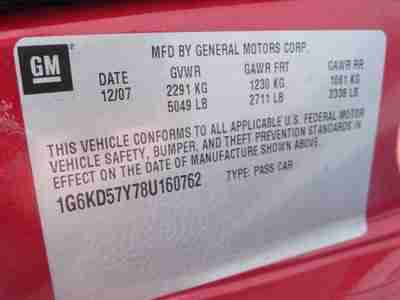 GM
MFD BY GENERAL MOTORS CORP.
DATE GVWR GAWR FRT GAWR RR
12/07 2291 KG 1230 KG 1061 KG
5049 LB 2711 LB 2338 LB
THIS VEHICLE CONFORMS TO ALL APPLICABLE U.S. FEDERAL MOTOR
VEHICLE SAFETY, BUMPER, AND THEFT PREVENTION STANDARDS IN
EFFECT ON THE DATE OF MANUFACTURE SHOWN ABOVE.
1G6KD57Y78U160762 TYPE: PASS CAR